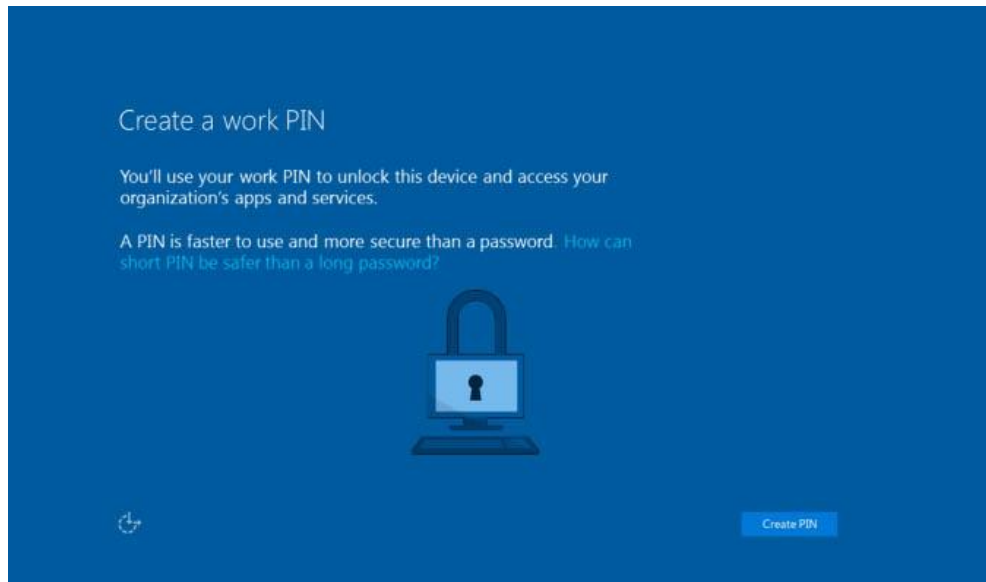 Create a work PIN
You'll use your work PIN to unlock this device and access your
organization's apps and services.
A PIN is faster to use and more secure than a password. How can
short PIN be safer than a long password?
Create PIN